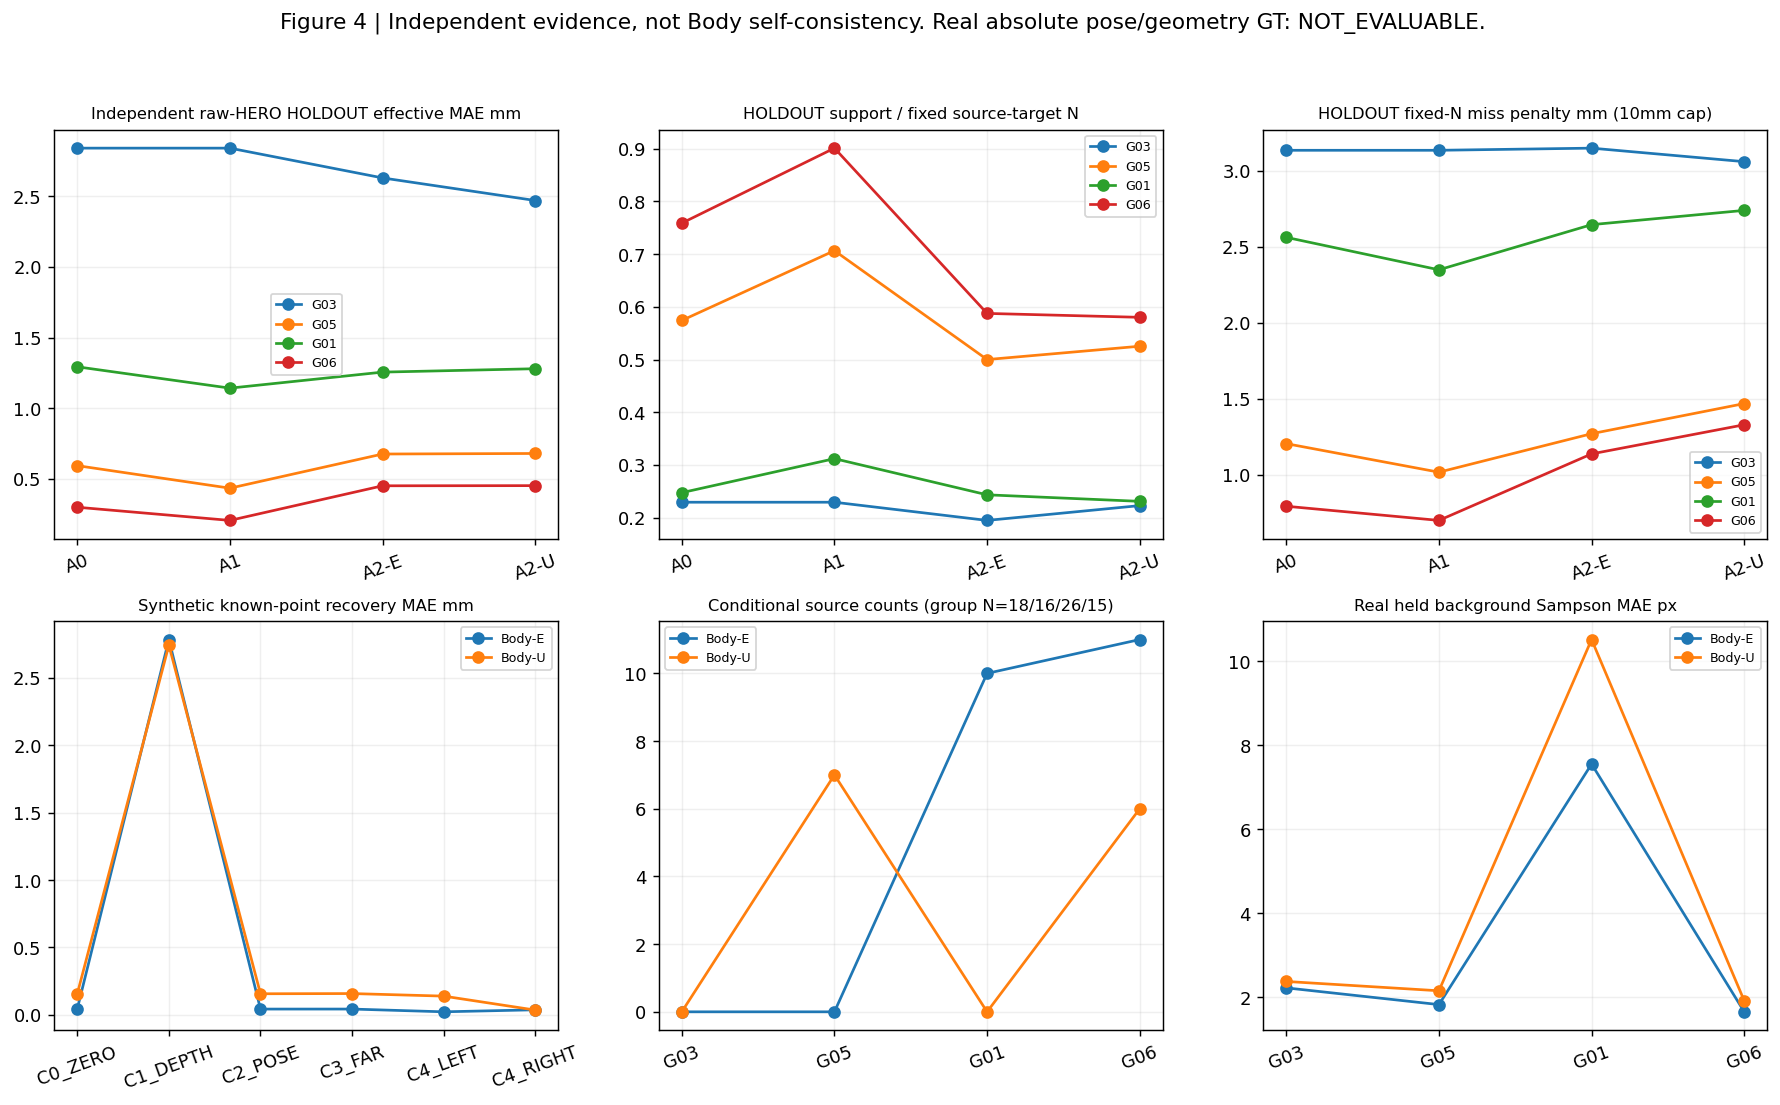 Figure 4 | Independent evidence, not Body self-consistency. Real absolute pose/geometry GT: NOT_EVALUABLE.
Independent raw-HERO HOLDOUT effective MAE mm
2.5
2.0
1.5
1.0
0.5
G03
G05
G01
G06
A0
A1
A2-E
A2-U
HOLDOUT support / fixed source-target N
0.9
0.8
0.7
0.6
0.5
0.4
0.3
0.2
G03
G05
G01
G06
A0
A1
A2-E
A2-U
HOLDOUT fixed-N miss penalty mm (10mm cap)
3.0
2.5
2.0
1.5
1.0
G03
G05
G01
G06
A0
A1
A2-E
A2-U
Synthetic known-point recovery MAE mm
2.5
2.0
1.5
1.0
0.5
0.0
Body-E
Body-U
C0_ZERO
C1_DEPTH
C2_POSE
C3_FAR
C4_LEFT
C4_RIGHT
Conditional source counts (group N=18/16/26/15)
10
8
6
4
2
0
Body-E
Body-U
G03
G05
G01
G06
Real held background Sampson MAE px
10
8
6
4
2
Body-E
Body-U
G03
G05
G01
G06